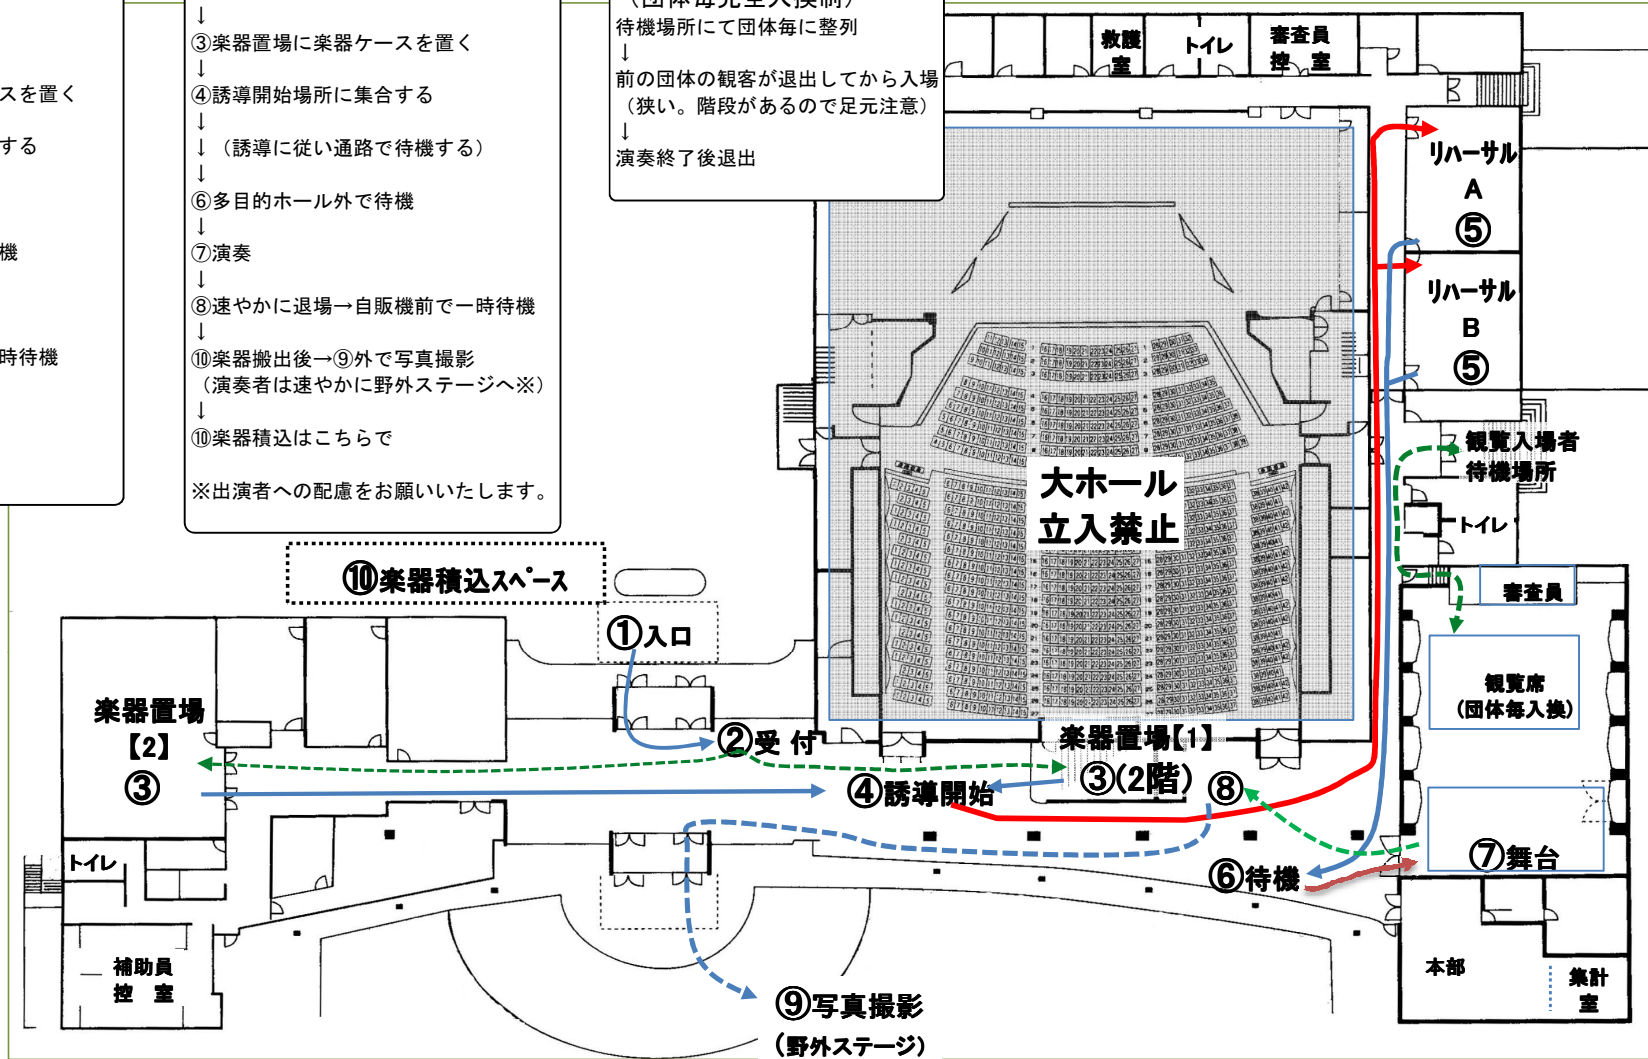 スを置く
する
機
時待機
↓
③楽器置場に楽器ケースを置く
↓
④誘導開始場所に集合する
↓
↓（誘導に従い通路で待機する）
↓
⑥多目的ホール外で待機
↓
⑦演奏
↓
⑧速やかに退場→自販機前で一時待機
↓
⑩楽器搬出後→⑨外で写真撮影
（演奏者は速やかに野外ステージへ※）
↓
⑩楽器積込はこちらで
※出演者への配慮をお願いいたします。
（団体毎完全入換制）
待機場所にて団体毎に整列
↓
前の団体の観客が退出してから入場
（狭い。階段があるので足元注意）
↓
演奏終了後退出
救護
室
トイレ
審査員
控　室
リハーサル
A
⑤
リハーサル
B
⑤
観覧入場者
待機場所
トイレ
大ホール
立入禁止
審査員
観覧席
(団体毎入換)
⑦舞台
⑩楽器積込スペース
①入口
②受 付
楽器置場
【2】
③
楽器置場【1】
③(2階)
④誘導開始
⑧
⑥待機
トイレ
補助員
控　室
本部
集計
室
⑨写真撮影
(野外ステージ)